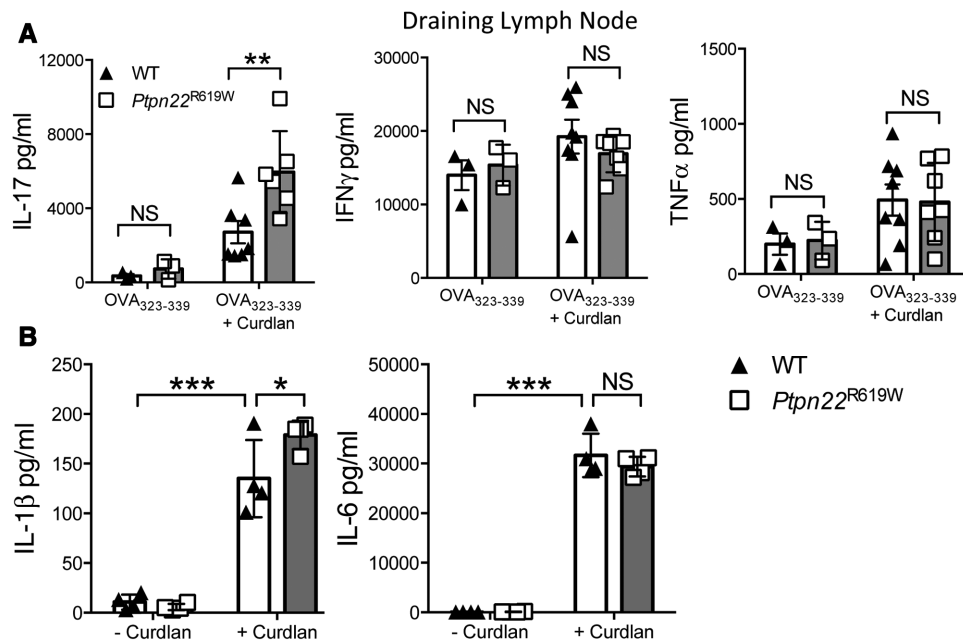 Draining Lymph Node
A
IL-17 pg/ml
12000
9000
6000
3000
0
WT
Ptpn22R619W
NS
**
OVA323-339
OVA323-339
+ Curdlan
IFNγ pg/ml
30000
20000
10000
0
NS
NS
OVA323-339
OVA323-339
+ Curdlan
TNFα pg/ml
1500
1000
500
0
NS
NS
OVA323-339
OVA323-339
+ Curdlan
B
IL-1β pg/ml
250
200
150
100
50
0
***
*
- Curdlan
+ Curdlan
IL-6 pg/ml
50000
40000
30000
20000
10000
0
***
NS
- Curdlan
+ Curdlan
WT
Ptpn22R619W